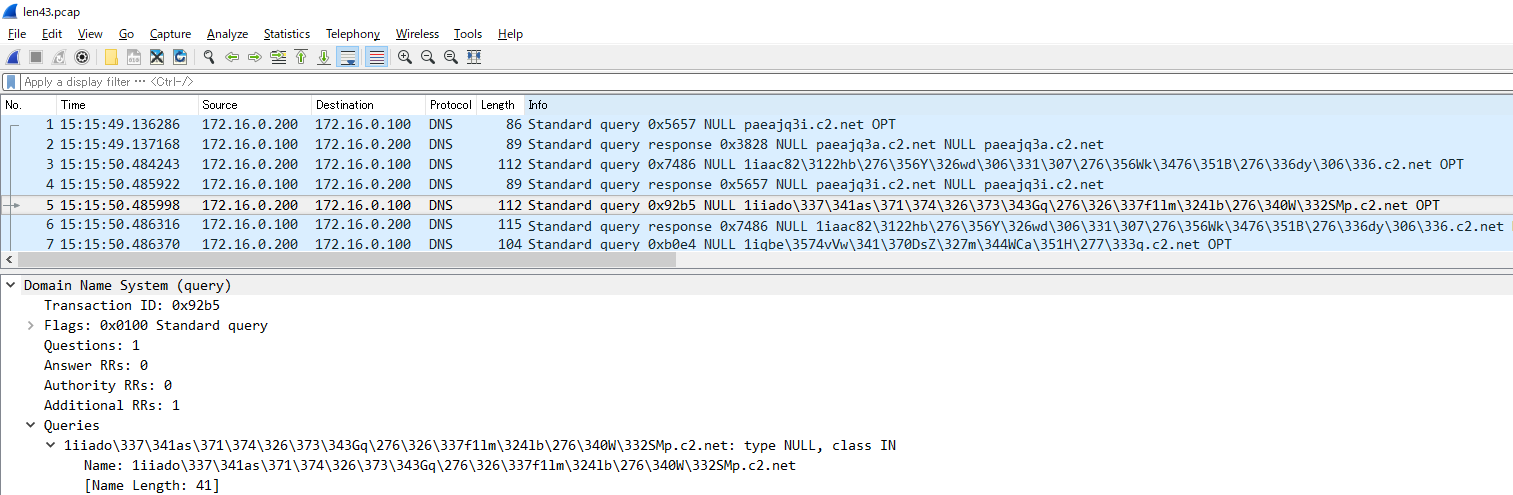 len43.pcap
File Edit View Go Capture Analyze Statistics Telephony Wireless Tools Help
Apply a display filter ··· <Ctrl-/>
No. Time Source Destination Protocol Length Info
1 15:15:49.136286 172.16.0.200 172.16.0.100 DNS 86 Standard query 0x5657 NULL paeajq3i.c2.net OPT
2 15:15:49.137168 172.16.0.100 172.16.0.200 DNS 89 Standard query response 0x3828 NULL paeajq3a.c2.net NULL paeajq3a.c2.net
3 15:15:50.484243 172.16.0.200 172.16.0.100 DNS 112 Standard query 0x7486 NULL 1iaac82\3122hb\276\356Y\326wd\306\331\307\276\356Wk\3476\351B\276\336dy\306\336.c2.net OPT
4 15:15:50.485922 172.16.0.100 172.16.0.200 DNS 89 Standard query response 0x5657 NULL paeajq3i.c2.net NULL paeajq3i.c2.net
5 15:15:50.485998 172.16.0.200 172.16.0.100 DNS 112 Standard query 0x92b5 NULL 1iiado\337\341as\371\374\326\373\343Gq\276\326\337f1lm\324lb\276\340W\332SMp.c2.net OPT
6 15:15:50.486316 172.16.0.100 172.16.0.200 DNS 115 Standard query response 0x7486 NULL 1iaac82\3122hb\276\356Y\326wd\306\331\307\276\356Wk\3476\351B\276\336dy\306\336.c2.net
7 15:15:50.486370 172.16.0.200 172.16.0.100 DNS 104 Standard query 0xb0e4 NULL 1iqbe\3574vVw\341\370DsZ\327m\344WCa\351H\277\333q.c2.net OPT
Domain Name System (query)
Transaction ID: 0x92b5
Flags: 0x0100 Standard query
Questions: 1
Answer RRs: 0
Authority RRs: 0
Additional RRs: 1
Queries
1iiado\337\341as\371\374\326\373\343Gq\276\326\337f1lm\324lb\276\340W\332SMp.c2.net: type NULL, class IN
Name: 1iiado\337\341as\371\374\326\373\343Gq\276\326\337f1lm\324lb\276\340W\332SMp.c2.net
[Name Length: 41]